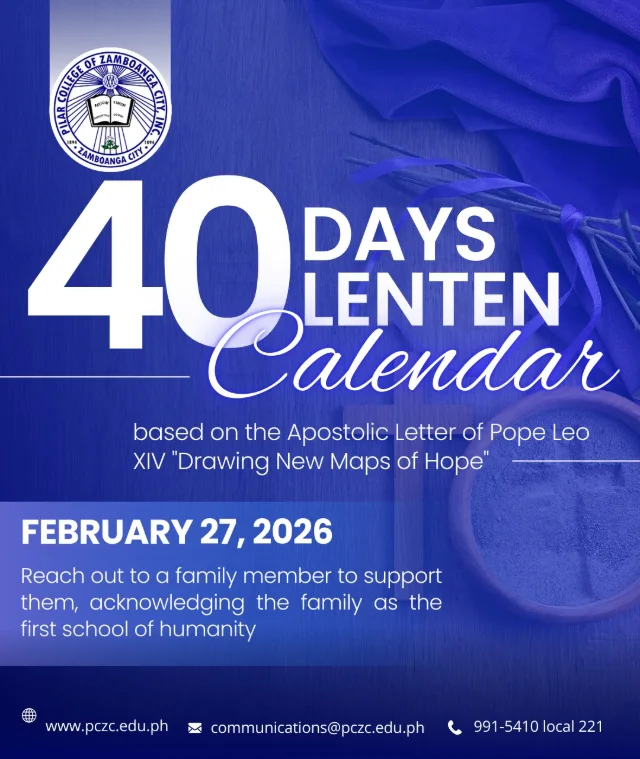 PILAR COLLEGE OF ZAMBOANGA CITY, INC.
1894
1894
ZAMBOANGA CITY
40 DAYS
LENTEN
Calendar
based on the Apostolic Letter of Pope Leo
XIV "Drawing New Maps of Hope"
FEBRUARY 27, 2026
Reach out to a family member to support
them, acknowledging the family as the
first school of humanity
www.pczc.edu.ph communications@pczc.edu.ph 991-5410 local 221